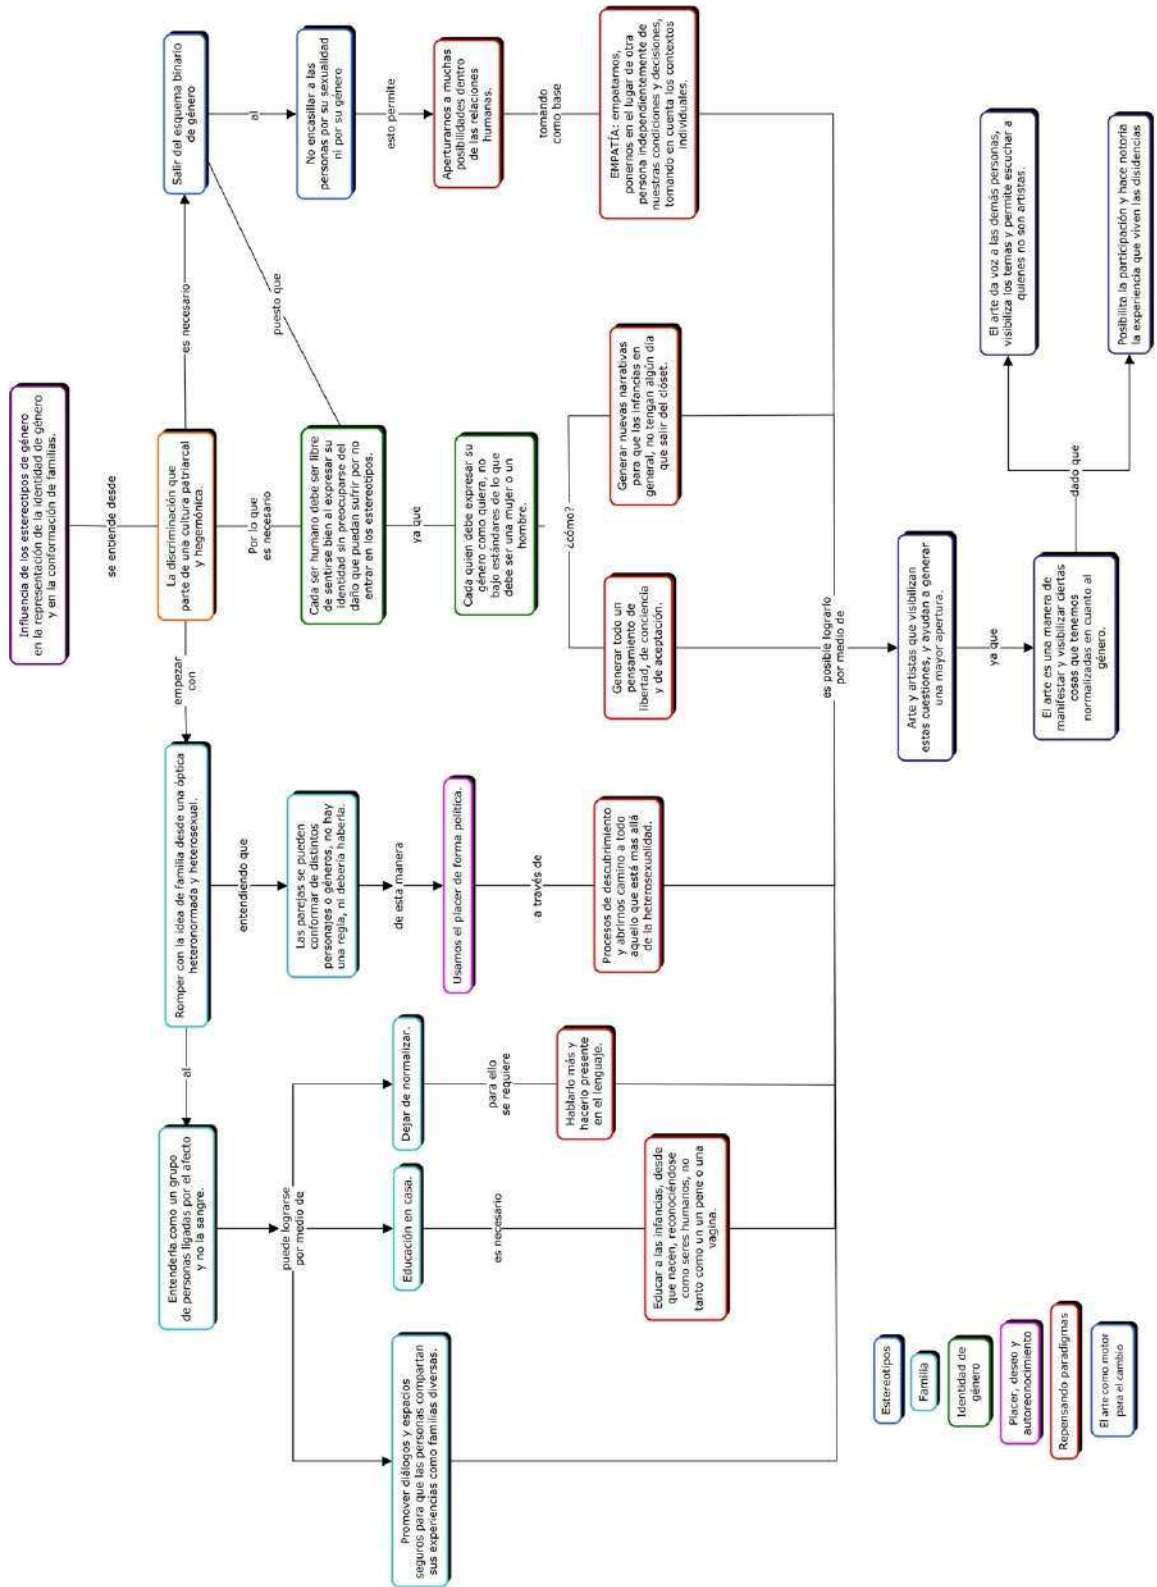 Influencia de los estereotipos de género
en la representación de la identidad de género
y en la conformación de familias.
se entiende desde
La discriminación que
parte de una cultura patriarcal
y hegemónica.
empezar
con
Por lo que
es necesario
es necesario
Romper con la idea de familia desde una óptica
heteronormada y heterosexual.
al
Entenderla como un grupo
de personas ligadas por el afecto
y no la sangre.
puede lograrse
por medio de
Promover diálogos y espacios
seguros para que las personas compartan
sus experiencias como familias diversas.
Educación en casa.
es necesario
Educar a las infancias, desde
que nacen, reconociéndose
como seres humanos, no
tanto como un un pene o una
vagina.
Dejar de normalizar.
para ello
se requiere
Hablarlo más y
hacerlo presente
en el lenguaje.
entendiendo que
Las parejas se pueden
conformar de distintos
personajes o géneros, no hay
una regla, ni debería haberla.
de esta manera
Usamos el placer de forma política.
a través de
Procesos de descubrimiento
y abrirnos camino a todo
aquello que está mas allá
de la heterosexualidad.
Cada ser humano debe ser libre
de sentirse bien al expresar su
identidad sin preocuparse del
daño que puedan sufrir por no
entrar en los estereotipos.
ya que
Cada quien debe expresar su
género como quiera, no
bajo estándares de lo que
debe ser una mujer o un
hombre.
¿cómo?
Generar todo un
pensamiento de
libertad, de conciencia
y de aceptación.
Generar nuevas narrativas
para que las infancias en
general, no tengan algún día
que salir del clóset.
Salir del esquema binario
de género
puesto que
al
No encasillar a las
personas por su sexualidad
ni por su género
esto permite
Aperturarnos a muchas
posibilidades dentro
de las relaciones
humanas.
tomando
como base
EMPATÍA: empatarnos,
ponernos en el lugar de otra
persona independientemente de
nuestras condiciones y decisiones,
tomando en cuenta los contextos
individuales.
es posible lograrlo
por medio de
Arte y artistas que visibilizan
estas cuestiones, y ayudan a generar
una mayor apertura.
ya que
El arte es una manera de
manifestar y visibilizar ciertas
cosas que tenemos
normalizadas en cuanto al
género.
dado que
El arte da voz a las demás personas,
visibiliza los temas y permite escuchar a
quienes no son artistas.
Posibilita la participación y hace notoria
la experiencia que viven las disidencias
Estereotipos
Familia
Identidad de
género
Placer, deseo y
autoreonocimiento
Repensando paradigmas
El arte como motor
para el cambio